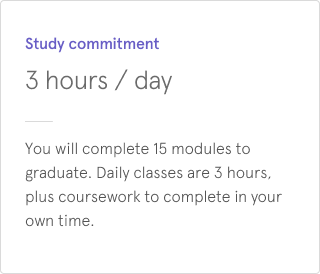 Study commitment
3 hours / day
You will complete 15 modules to
graduate. Daily classes are 3 hours,
plus coursework to complete in your
own time.